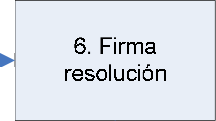 6. Firma
resolución